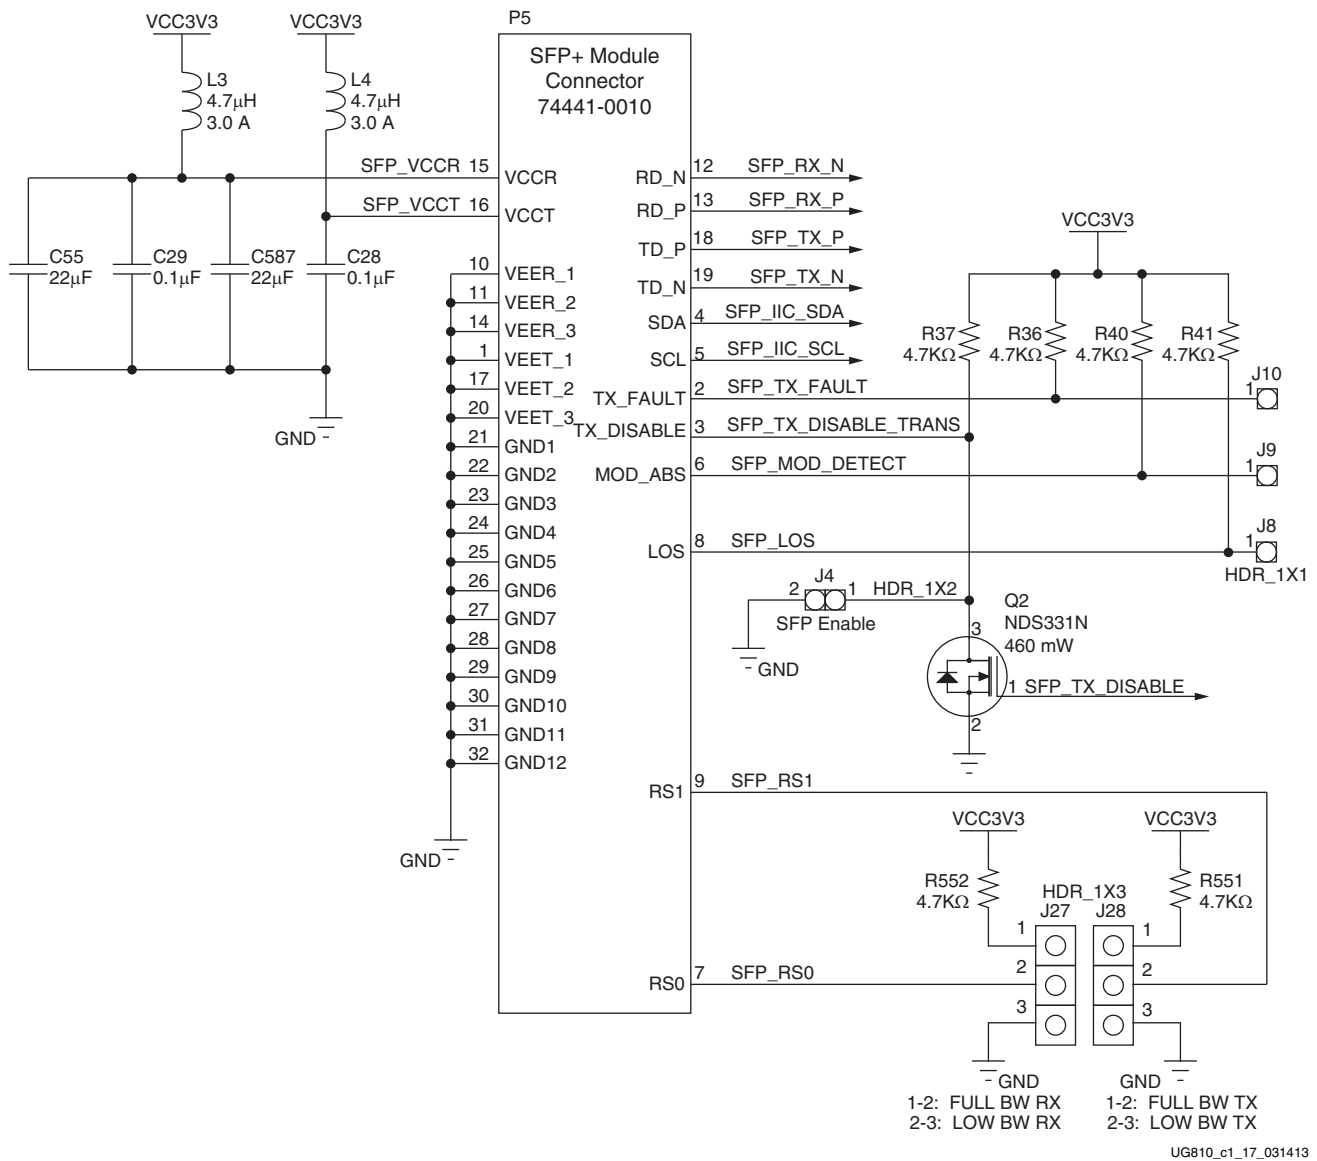 P5
SFP+ Module
Connector
74441-0010
VCC3V3
VCC3V3
L3
4.7μH
3.0 A
L4
4.7μH
3.0 A
SFP_VCCR 15 VCCR
SFP_VCCT 16 VCCT
C55
22μF
C29
0.1μF
C587
22μF
C28
0.1μF
GND
10 VEER_1
11 VEER_2
14 VEER_3
1 VEET_1
17 VEET_2
20 VEET_3
21 GND1
22 GND2
23 GND3
24 GND4
25 GND5
26 GND6
27 GND7
28 GND8
29 GND9
30 GND10
31 GND11
32 GND12
GND
RD_N 12 SFP_RX_N
RD_P 13 SFP_RX_P
TD_P 18 SFP_TX_P
TD_N 19 SFP_TX_N
SDA 4 SFP_IIC_SDA
SCL 5 SFP_IIC_SCL
TX_FAULT 2 SFP_TX_FAULT
TX_DISABLE 3 SFP_TX_DISABLE_TRANS
MOD_ABS 6 SFP_MOD_DETECT
LOS 8 SFP_LOS
VCC3V3
R37
4.7KΩ
R36
4.7KΩ
R40
4.7KΩ
R41
4.7KΩ
J10
1
J9
1
J8
1
HDR_1X1
J4
2 1 HDR_1X2
SFP Enable
GND
Q2
NDS331N
460 mW
3
1 SFP_TX_DISABLE
2
RS1 9 SFP_RS1
VCC3V3
VCC3V3
R552
4.7KΩ
R551
4.7KΩ
HDR_1X3
J27 J28
1 1
2 2
3 3
RS0 7 SFP_RS0
GND
GND
1-2: FULL BW RX
2-3: LOW BW RX
1-2: FULL BW TX
2-3: LOW BW TX
UG810_c1_17_031413